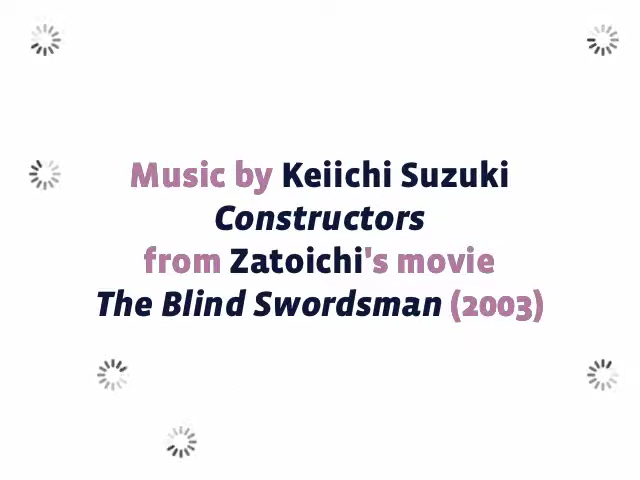 Music by Keiichi Suzuki
Constructors
from Zatoichi's movie
The Blind Swordsman (2003)